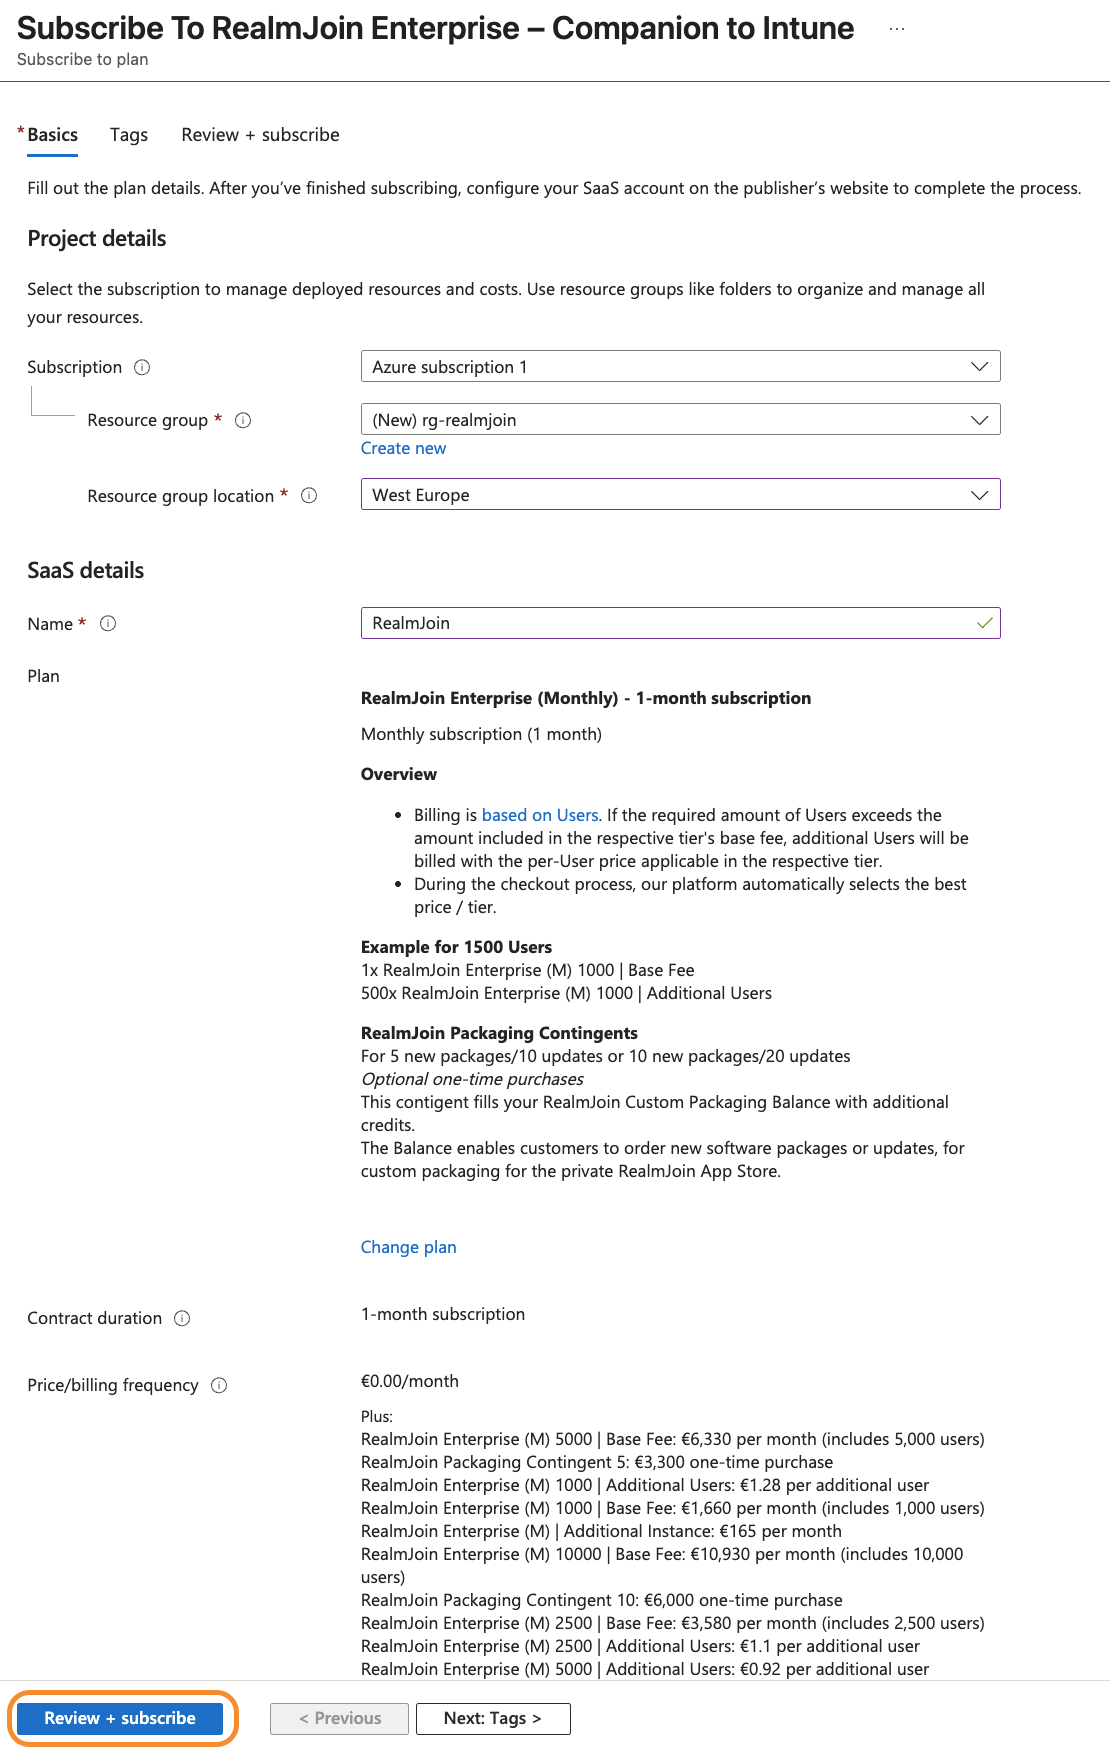 Subscribe To RealmJoin Enterprise – Companion to Intune ...
Subscribe to plan
* Basics Tags Review + subscribe
Fill out the plan details. After you’ve finished subscribing, configure your SaaS account on the publisher’s website to complete the process.
Project details
Select the subscription to manage deployed resources and costs. Use resource groups like folders to organize and manage all
your resources.
Subscription Azure subscription 1
Resource group * (New) rg-realmjoin
Create new
Resource group location * West Europe
SaaS details
Name * RealmJoin
Plan
RealmJoin Enterprise (Monthly) - 1-month subscription
Monthly subscription (1 month)
Overview
• Billing is based on Users. If the required amount of Users exceeds the
amount included in the respective tier's base fee, additional Users will be
billed with the per-User price applicable in the respective tier.
• During the checkout process, our platform automatically selects the best
price / tier.
Example for 1500 Users
1x RealmJoin Enterprise (M) 1000 | Base Fee
500x RealmJoin Enterprise (M) 1000 | Additional Users
RealmJoin Packaging Contingents
For 5 new packages/10 updates or 10 new packages/20 updates
Optional one-time purchases
This contigent fills your RealmJoin Custom Packaging Balance with additional
credits.
The Balance enables customers to order new software packages or updates, for
custom packaging for the private RealmJoin App Store.
Change plan
Contract duration 1-month subscription
Price/billing frequency €0.00/month
Plus:
RealmJoin Enterprise (M) 5000 | Base Fee: €6,330 per month (includes 5,000 users)
RealmJoin Packaging Contingent 5: €3,300 one-time purchase
RealmJoin Enterprise (M) 1000 | Additional Users: €1.28 per additional user
RealmJoin Enterprise (M) 1000 | Base Fee: €1,660 per month (includes 1,000 users)
RealmJoin Enterprise (M) | Additional Instance: €165 per month
RealmJoin Enterprise (M) 10000 | Base Fee: €10,930 per month (includes 10,000
users)
RealmJoin Packaging Contingent 10: €6,000 one-time purchase
RealmJoin Enterprise (M) 2500 | Base Fee: €3,580 per month (includes 2,500 users)
RealmJoin Enterprise (M) 2500 | Additional Users: €1.1 per additional user
RealmJoin Enterprise (M) 5000 | Additional Users: €0.92 per additional user
Review + subscribe < Previous Next: Tags >